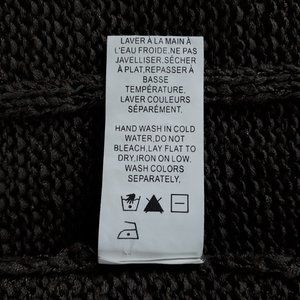 LAVER À LA MAIN À
L'EAU FROIDE,NE PAS
JAVELLISER,SÉCHER
À PLAT,REPASSER À
BASSE
TEMPÉRATURE,
LAVER COULEURS
SÉPARÉMENT.
HAND WASH IN COLD
WATER,DO NOT
BLEACH,LAY FLAT TO
DRY,IRON ON LOW,
WASH COLORS
SEPARATELY,